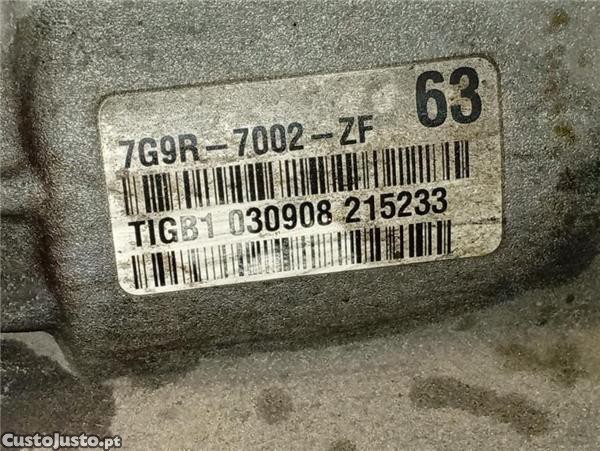 63
7G9R-7002-ZF
TIGB1 030908 215233
CustoJusto.pt